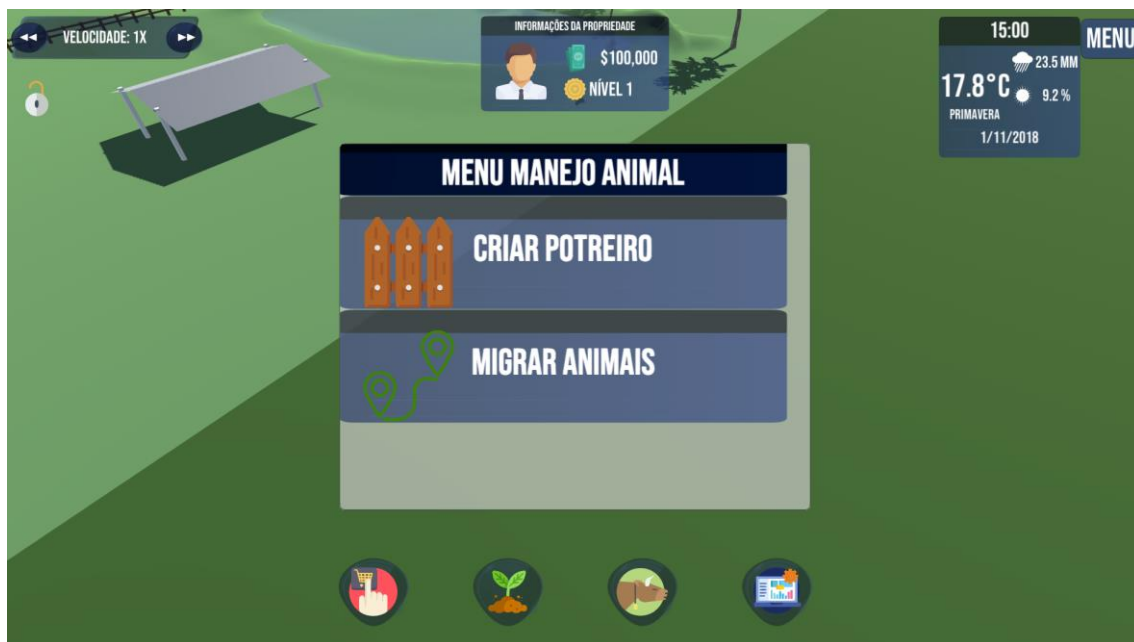 VELOCIDADE: 1X
INFORMAÇÕES DA PROPRIEDADE
$100,000
NÍVEL 1
15:00
MENU
23.5 MM
17.8°C
9.2 %
PRIMAVERA
1/11/2018
MENU MANEJO ANIMAL
CRIAR POTREIRO
MIGRAR ANIMAIS